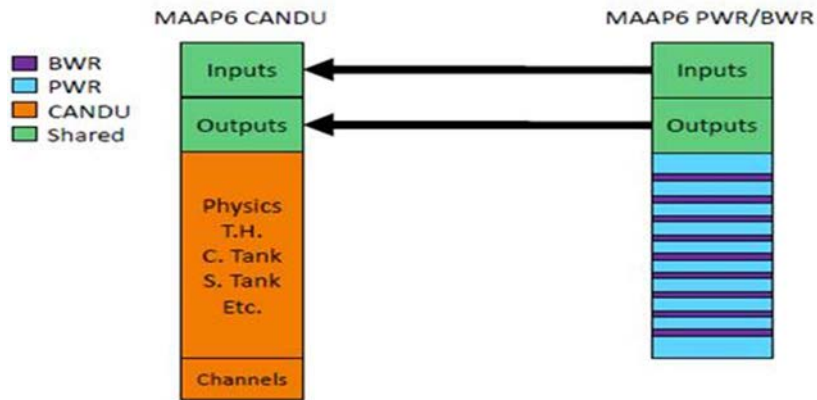 MAAP6 CANDU
MAAP6 PWR/BWR
BWR
PWR
CANDU
Shared
Inputs
Outputs
Physics
T.H.
C. Tank
S. Tank
Etc.
Channels
Inputs
Outputs